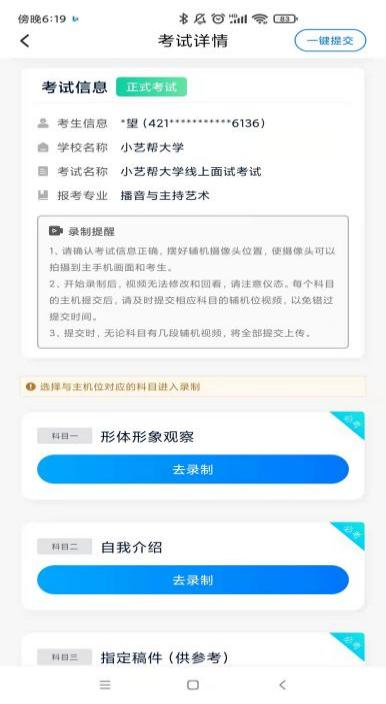 傍晚6:19
83
考试详情
一键提交
考试信息
正式考试
考生信息 *望 (421***********6136)
学校名称 小艺帮大学
考试名称 小艺帮大学线上面试考试
报考专业 播音与主持艺术
录制提醒
1、请确认考试信息正确，摆好辅机摄像头位置，使摄像头可以
拍摄到主手机画面和考生。
2、开始录制后，视频无法修改和回看，请注意仪态。每个科目
的主机提交后，请及时提交相应科目的辅机位视频，以免错过
提交时间。
3、提交时，无论科目有几段辅机视频，将全部提交上传。
选择与主机位对应的科目进入录制
必考
科目一 形体形象观察
去录制
必考
科目二 自我介绍
去录制
必考
科目三 指定稿件（供参考）